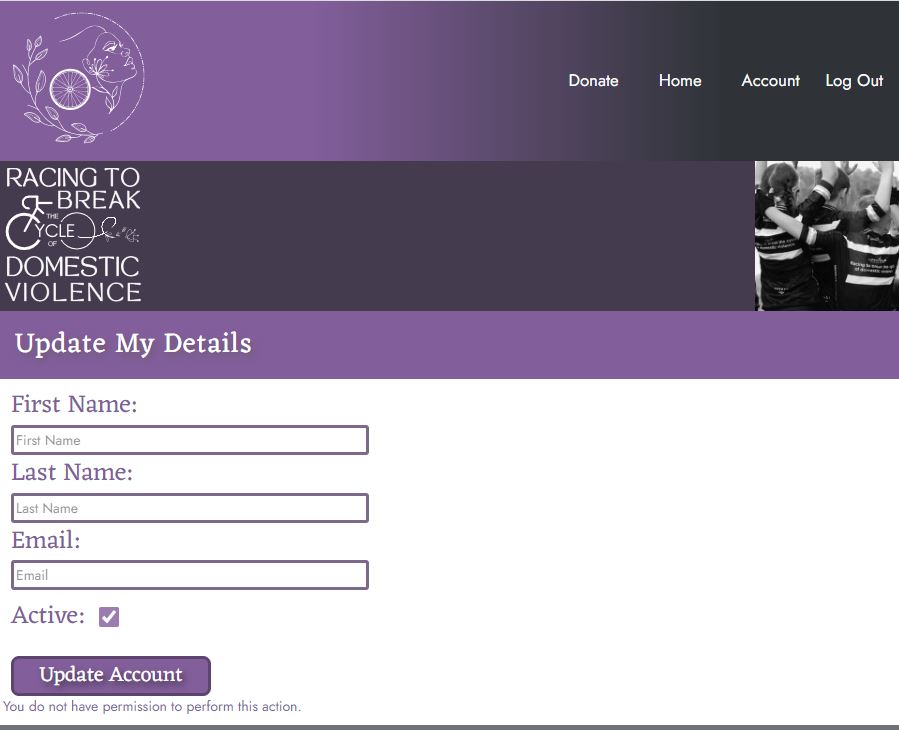 Donate Home Account Log Out
RACING TO
BREAK
THE
CYCLE
OF
DOMESTIC
VIOLENCE
Update My Details
First Name:
First Name
Last Name:
Last Name
Email:
Email
Active:
Update Account
You do not have permission to perform this action.